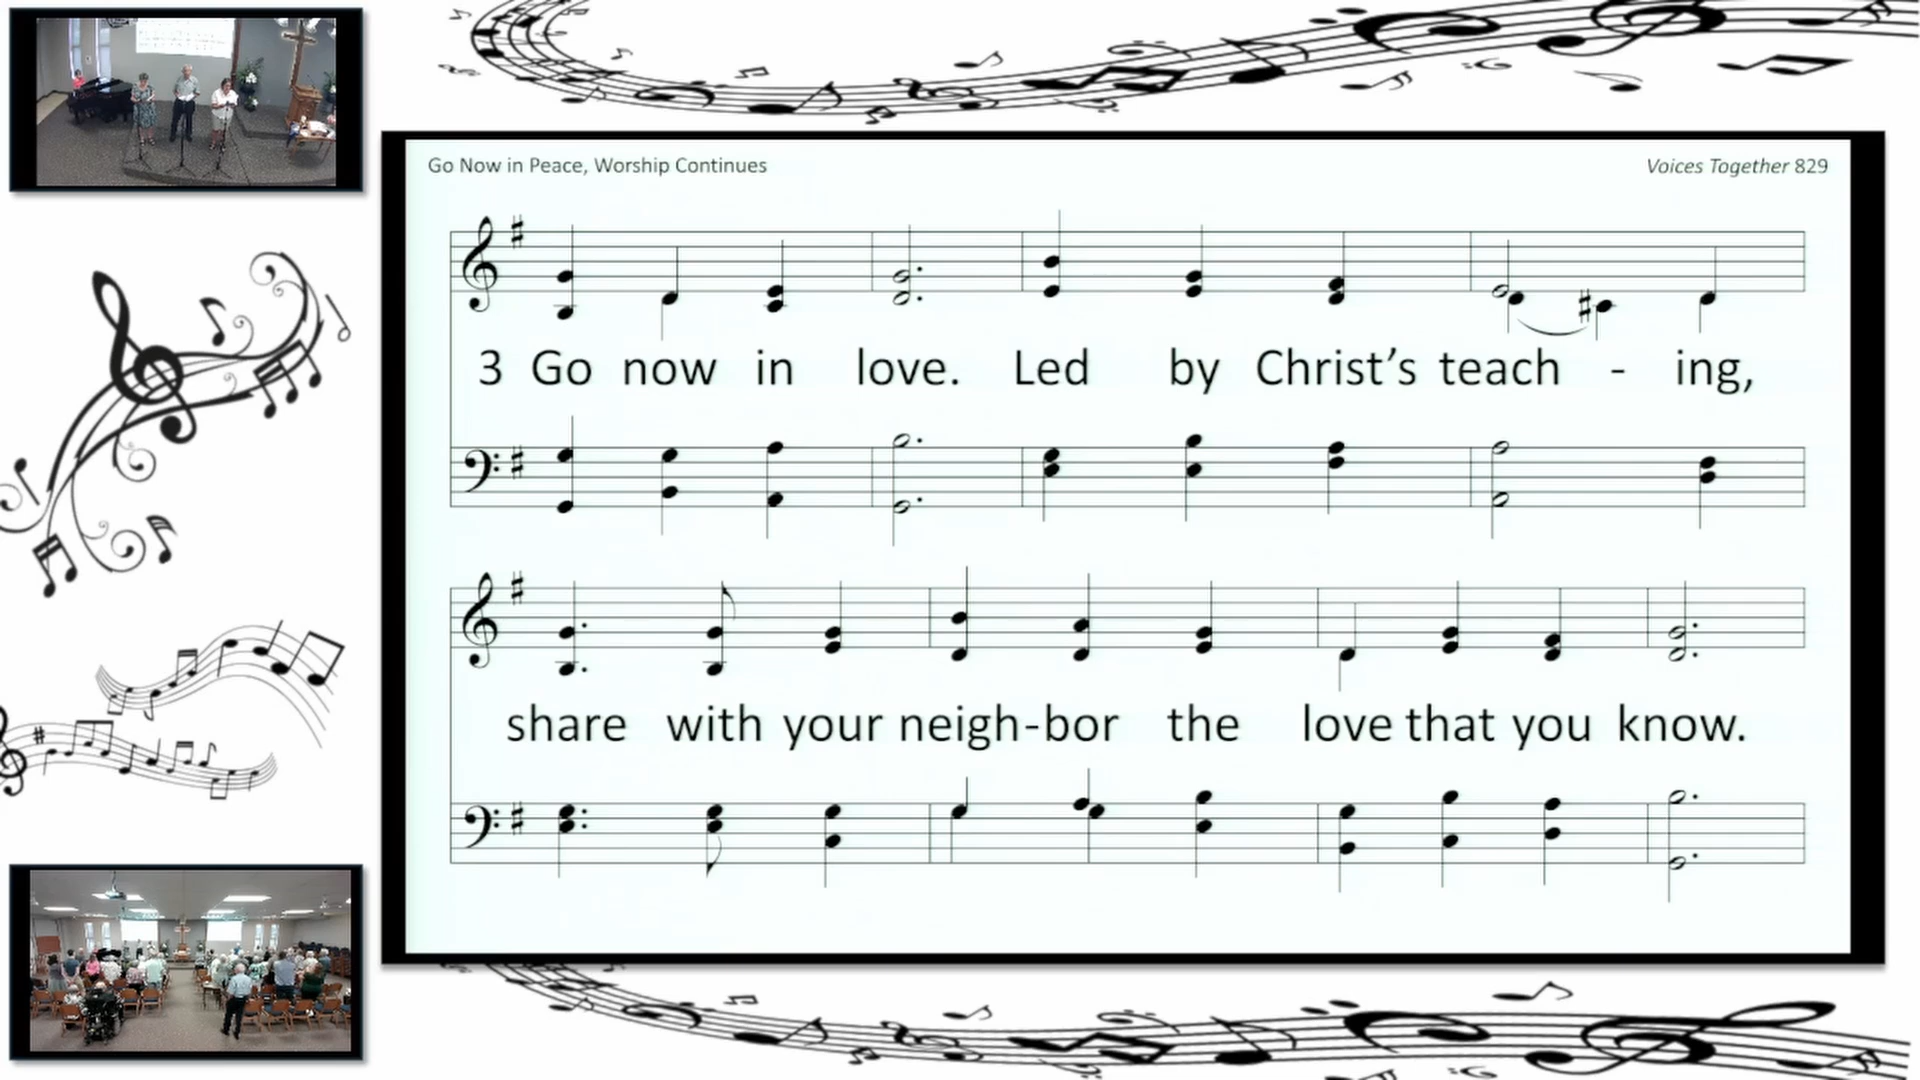 Go Now in Peace, Worship Continues
Voices Together 829
3 Go now in love. Led by Christ’s teach - ing,
share with your neigh-bor the love that you know.